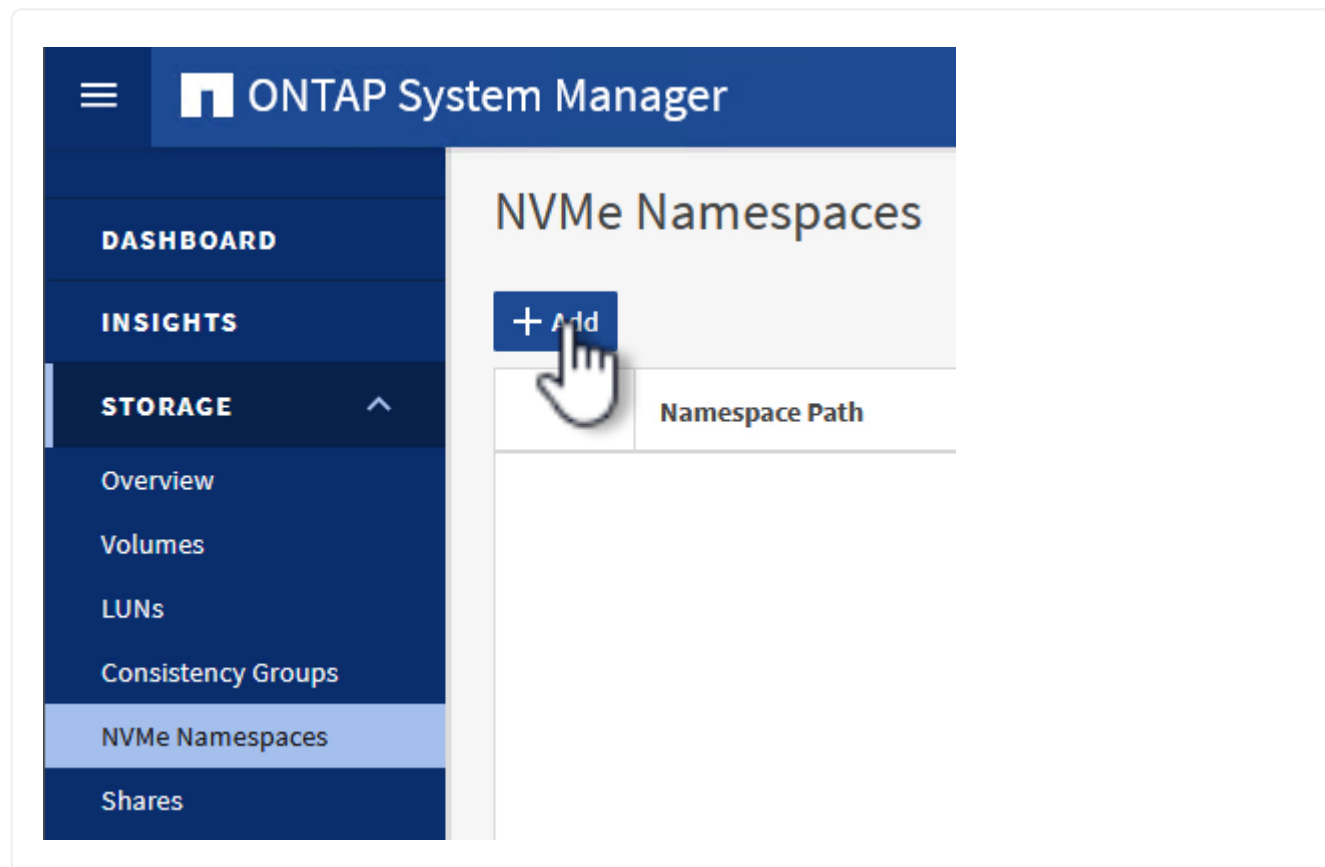 ONTAP System Manager
DASHBOARD
INSIGHTS
STORAGE
Overview
Volumes
LUNs
Consistency Groups
NVMe Namespaces
Shares
NVMe Namespaces
+ Add
Namespace Path